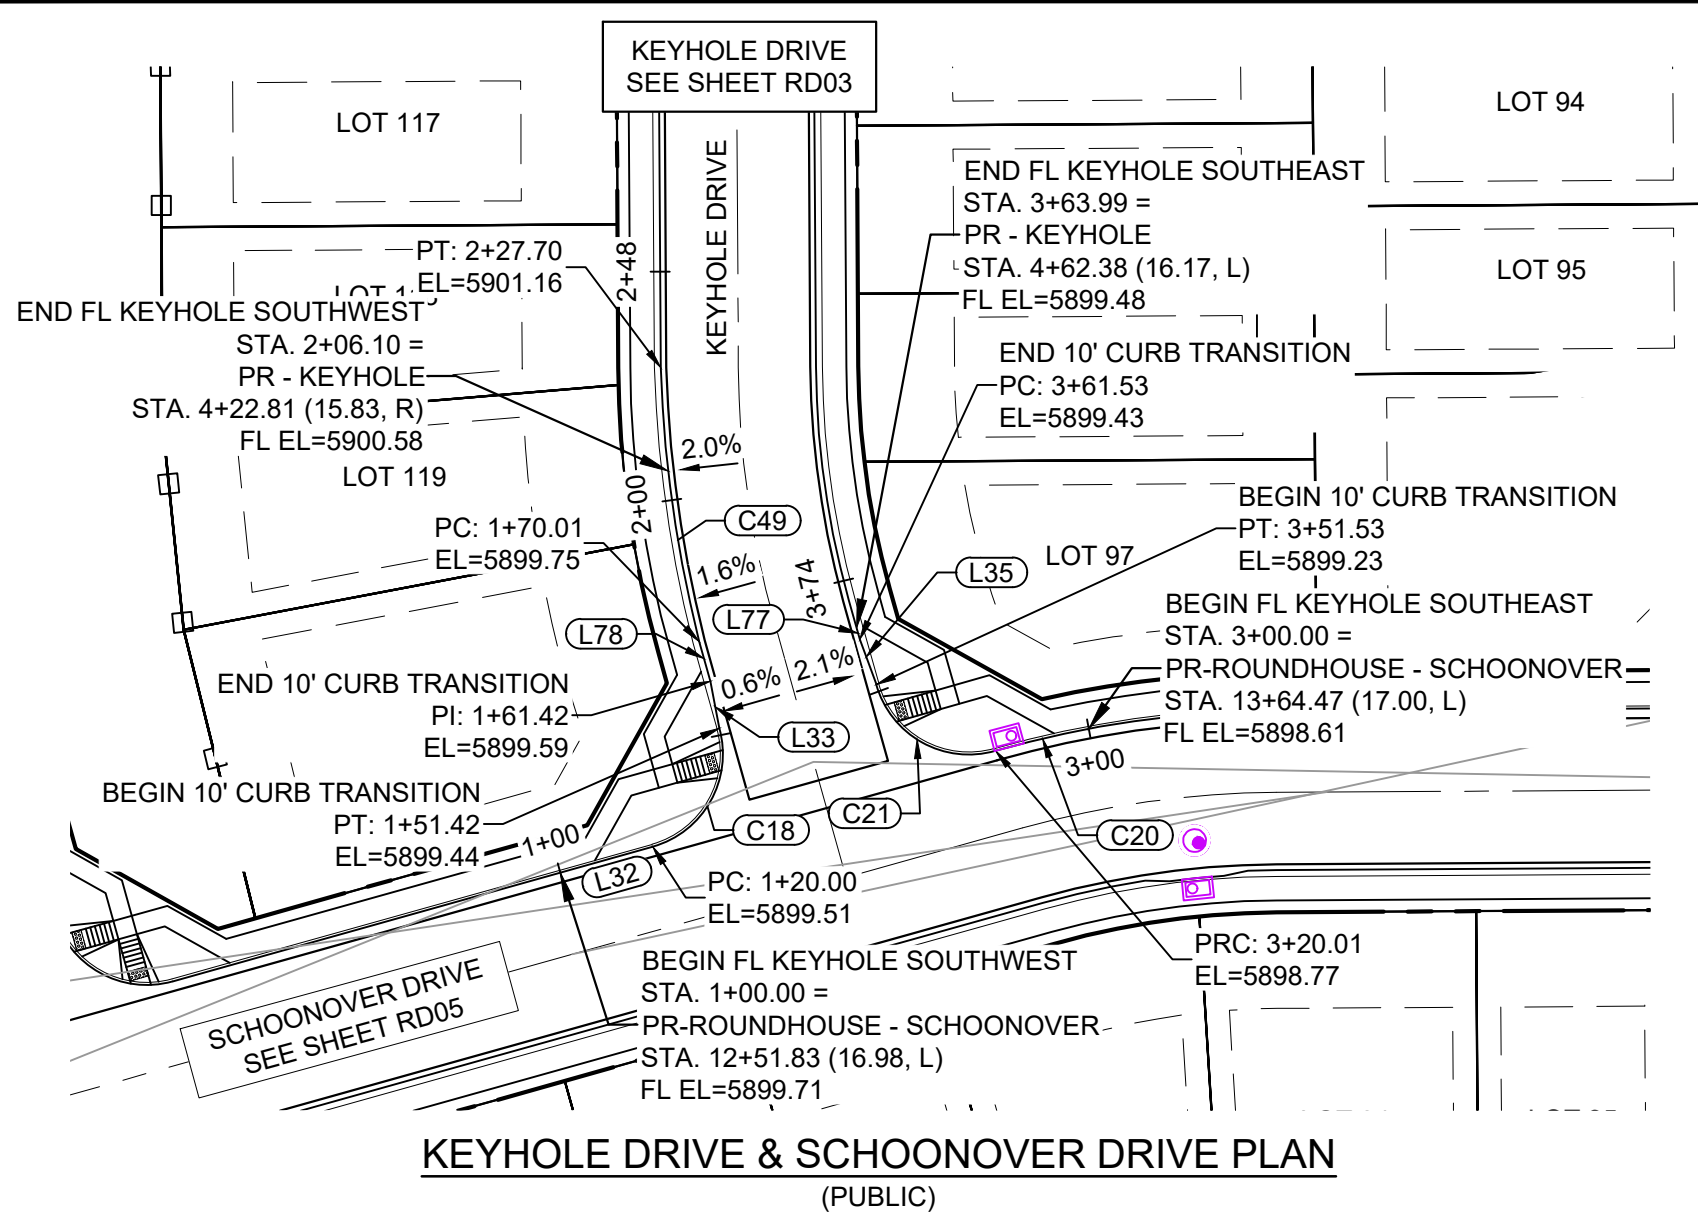 KEYHOLE DRIVE
SEE SHEET RD03
LOT 117
LOT 94
KEYHOLE DRIVE
END FL KEYHOLE SOUTHEAST
STA. 3+63.99 =
PR - KEYHOLE
STA. 4+62.38 (16.17, L)
FL EL=5899.48
LOT 95
PT: 2+27.70
EL=5901.16
2+48
END FL KEYHOLE SOUTHWEST
STA. 2+06.10 =
PR - KEYHOLE
STA. 4+22.81 (15.83, R)
FL EL=5900.58
LOT 119
END 10' CURB TRANSITION
PC: 3+61.53
EL=5899.43
2.0%
2+00
C49
PC: 1+70.01
EL=5899.75
1.6%
3+74
BEGIN 10' CURB TRANSITION
PT: 3+51.53
EL=5899.23
LOT 97
L35
L78
L77
BEGIN FL KEYHOLE SOUTHEAST
STA. 3+00.00 =
PR-ROUNDHOUSE - SCHOONOVER
STA. 13+64.47 (17.00, L)
FL EL=5898.61
0.6%
2.1%
END 10' CURB TRANSITION
PI: 1+61.42
EL=5899.59
L33
3+00
BEGIN 10' CURB TRANSITION
PT: 1+51.42
EL=5899.44
1+00
C18
C21
C20
L32
PC: 1+20.00
EL=5899.51
PRC: 3+20.01
EL=5898.77
BEGIN FL KEYHOLE SOUTHWEST
STA. 1+00.00 =
PR-ROUNDHOUSE - SCHOONOVER
STA. 12+51.83 (16.98, L)
FL EL=5899.71
SCHOONOVER DRIVE
SEE SHEET RD05
KEYHOLE DRIVE & SCHOONOVER DRIVE PLAN
(PUBLIC)